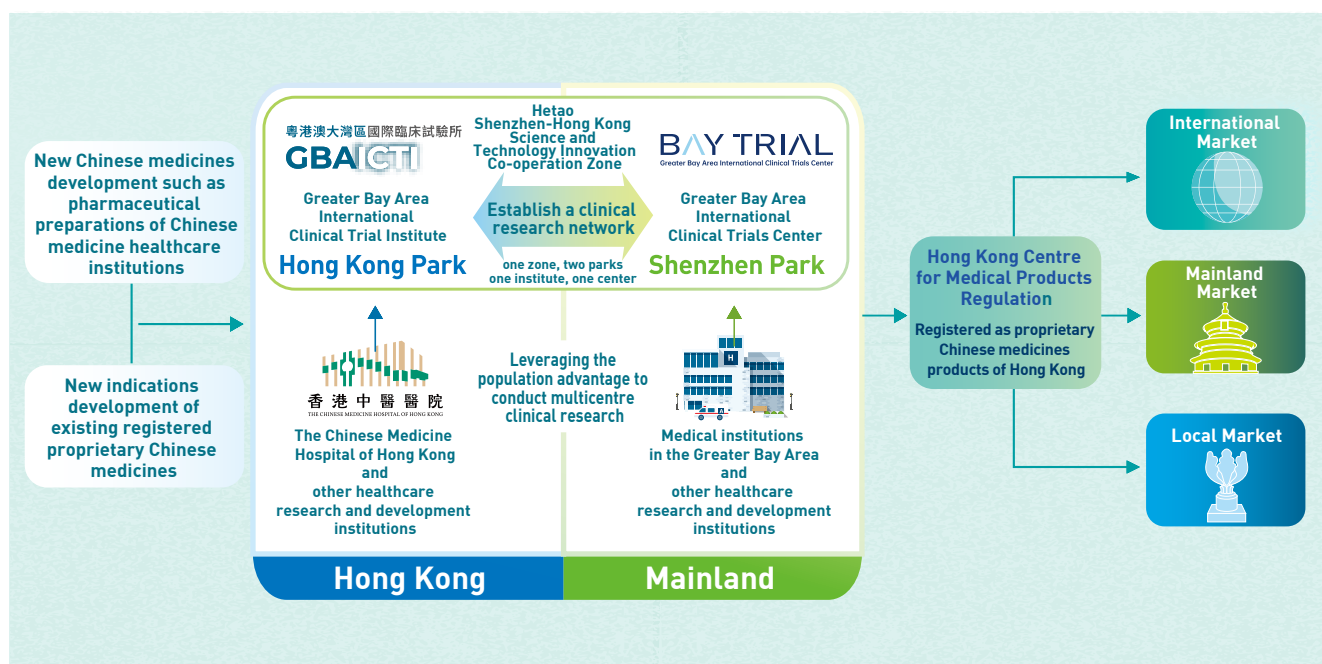 New Chinese medicines
development such as
pharmaceutical
preparations of Chinese
medicine healthcare
institutions
New indications
development of
existing registered
proprietary Chinese
medicines
粵港澳大灣區國際臨床試驗所
GBAICTI
Greater Bay Area
International
Clinical Trial Institute
Hong Kong Park
Hetao
Shenzhen-Hong Kong
Science and
Technology Innovation
Co-operation Zone
Establish a clinical
research network
one zone, two parks
one institute, one center
BAY TRIAL
Greater Bay Area International Clinical Trials Center
Greater Bay Area
International
Clinical Trials Center
Shenzhen Park
香港中醫醫院
THE CHINESE MEDICINE HOSPITAL OF HONG KONG
The Chinese Medicine
Hospital of Hong Kong
and
other healthcare
research and development
institutions
Leveraging the
population advantage to
conduct multicentre
clinical research
H
Medical institutions
in the Greater Bay Area
and
other healthcare
research and development
institutions
Hong Kong
Mainland
Hong Kong Centre
for Medical Products
Regulation
Registered as proprietary
Chinese medicines
products of Hong Kong
International
Market
Mainland
Market
Local Market